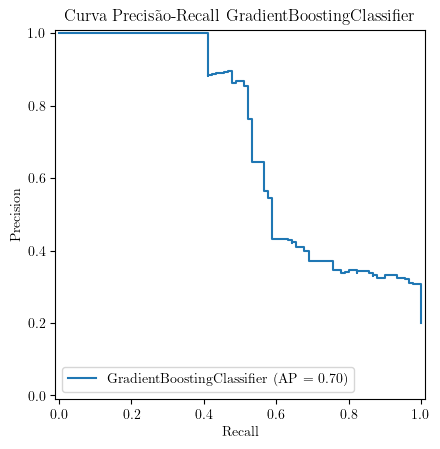 Curva Precisão-Recall GradientBoostingClassifier
1.0
0.8
0.6
0.4
0.2
0.0
Precision
GradientBoostingClassifier (AP = 0.70)
0.0 0.2 0.4 0.6 0.8 1.0
Recall